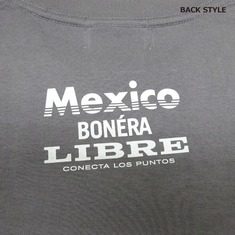 BACK STYLE
Mexico
BONÉRA
LIBRE
CONECTA LOS PUNTOS